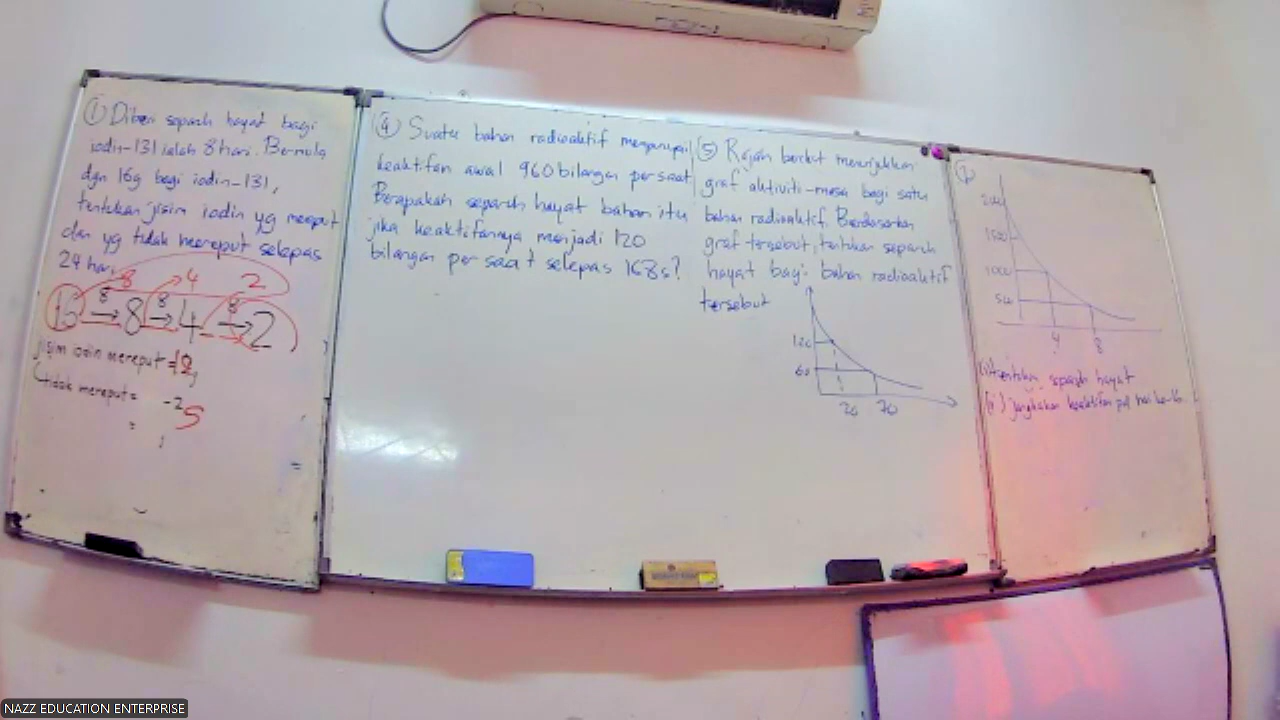 ① Diberi separuh hayat bagi
iodin-131 ialah 8 hari. Bermula
dgn 16g bagi iodin-131,
tentukan jisim iodin yg mereput
dan yg tidak mereput selepas
24 hari
8 4 2
16 → 8 → 4 → 2
8 8 8
jisim iodin mereput =
tidak mereput =
④ Suatu bahan radioaktif mempunyai
keaktifan awal 960 bilangan per saat
Berapakah separuh hayat bahan itu
jika keaktifannya menjadi 120
bilangan per saat selepas 168s?
⑤ Rajah berikut menunjukkan
graf aktiviti-masa bagi satu
bahan radioaktif. Berdasarkan
graf tersebut, tentukan separuh
hayat bagi bahan radioaktif
tersebut
120
60
20 70
1500
1000
500
4 8
(i) tentukan separuh hayat
(ii) jangkakan keaktifan pd hari ke-16
NAZZ EDUCATION ENTERPRISE